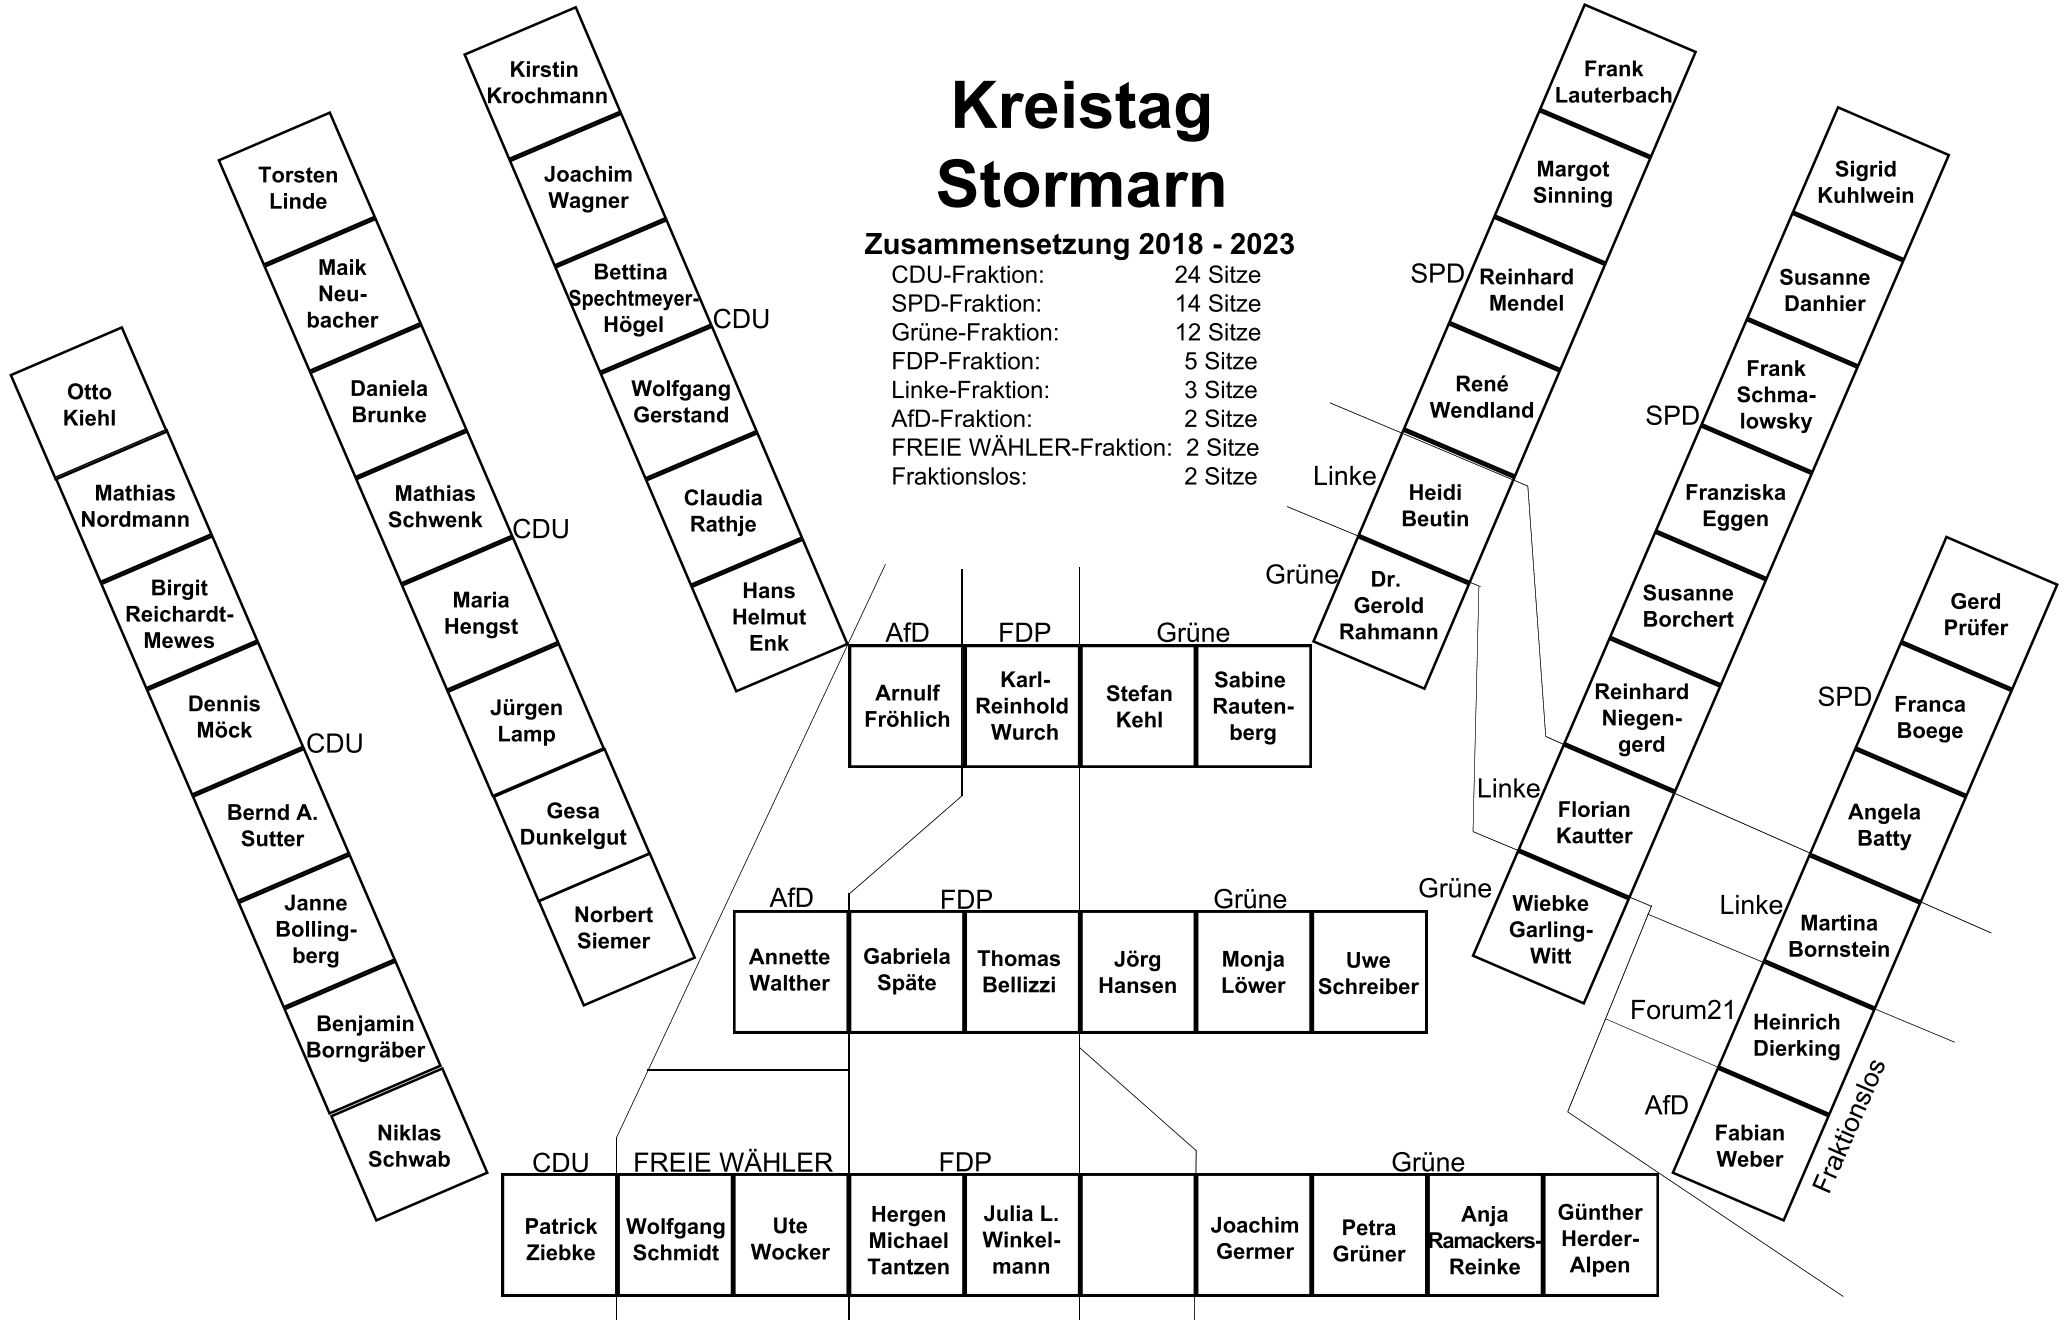 Kreistag
Stormarn
Zusammensetzung 2018 - 2023
CDU-Fraktion: 24 Sitze
SPD-Fraktion: 14 Sitze
Grüne-Fraktion: 12 Sitze
FDP-Fraktion: 5 Sitze
Linke-Fraktion: 3 Sitze
AfD-Fraktion: 2 Sitze
FREIE WÄHLER-Fraktion: 2 Sitze
Fraktionslos: 2 Sitze
Otto
Kiehl
Mathias
Nordmann
Birgit
Reichardt-
Mewes
Dennis
Möck
CDU
Bernd A.
Sutter
Janne
Bolling-
berg
Benjamin
Borngräber
Niklas
Schwab
Torsten
Linde
Maik
Neu-
bacher
Daniela
Brunke
Mathias
Schwenk
CDU
Maria
Hengst
Jürgen
Lamp
Gesa
Dunkelgut
Norbert
Siemer
Kirstin
Krochmann
Joachim
Wagner
Bettina
Spechtmeyer-
Högel
CDU
Wolfgang
Gerstand
Claudia
Rathje
Hans
Helmut
Enk
AfD
FDP
Grüne
Arnulf
Fröhlich
Karl-
Reinhold
Wurch
Stefan
Kehl
Sabine
Rauten-
berg
AfD
FDP
Grüne
Annette
Walther
Gabriela
Späte
Thomas
Bellizzi
Jörg
Hansen
Monja
Löwer
Uwe
Schreiber
CDU
FREIE WÄHLER
FDP
Grüne
Patrick
Ziebke
Wolfgang
Schmidt
Ute
Wocker
Hergen
Michael
Tantzen
Julia L.
Winkel-
mann
Joachim
Germer
Petra
Grüner
Anja
Ramackers-
Reinke
Günther
Herder-
Alpen
Frank
Lauterbach
Margot
Sinning
SPD
Reinhard
Mendel
René
Wendland
Linke
Heidi
Beutin
Grüne
Dr.
Gerold
Rahmann
Sigrid
Kuhlwein
Susanne
Danhier
Frank
Schma-
lowsky
SPD
Franziska
Eggen
Susanne
Borchert
Reinhard
Niegen-
gerd
Linke
Florian
Kautter
Grüne
Wiebke
Garling-
Witt
Gerd
Prüfer
SPD
Franca
Boege
Angela
Batty
Linke
Martina
Bornstein
Forum21
Heinrich
Dierking
AfD
Fabian
Weber
Fraktionslos